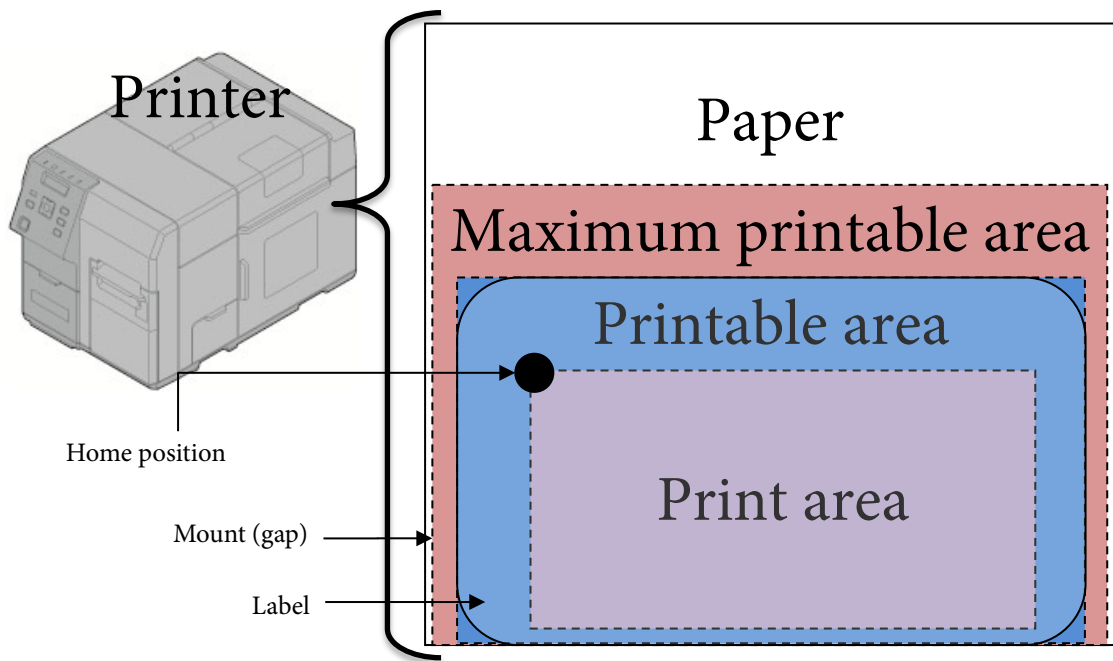 Printer
Paper
Maximum printable area
Printable area
Home position
Print area
Mount (gap)
Label